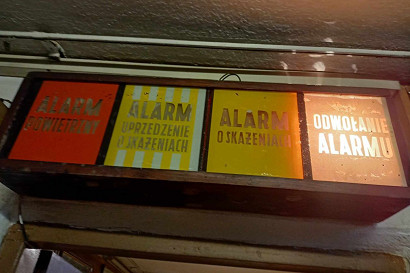 ALARM
POWIETRZNY
ALARM
UPRZEDZENIE
O SKAŻENIACH
ALARM
O SKAŻENIACH
ODWOŁANIE
ALARMU